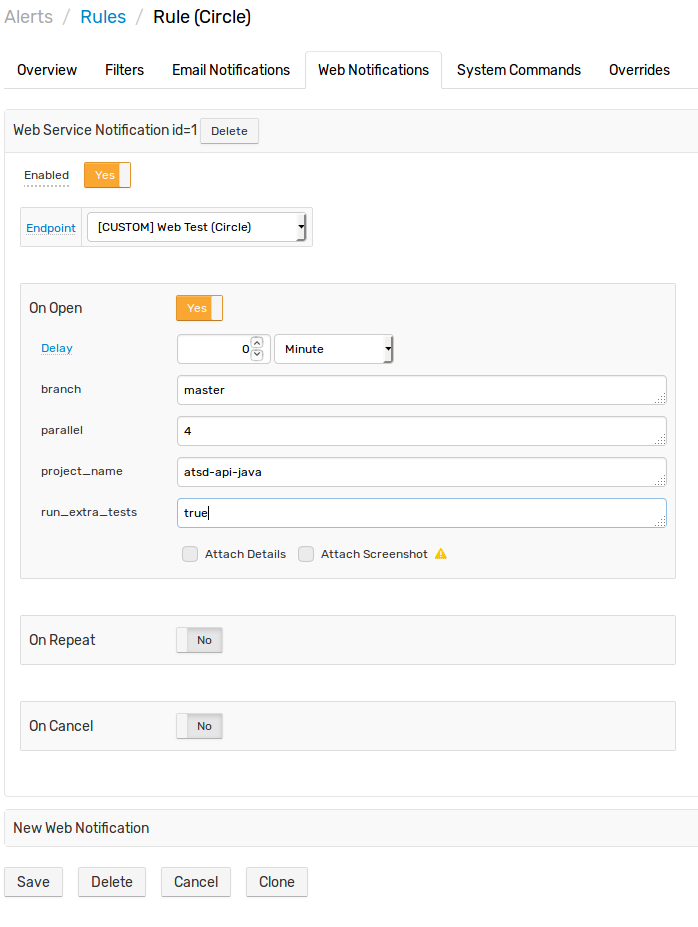 Alerts / Rules / Rule (Circle)
Overview Filters Email Notifications Web Notifications System Commands Overrides
Web Service Notification id=1 Delete
Enabled Yes
Endpoint [CUSTOM] Web Test (Circle)
On Open Yes
Delay 0 Minute
branch master
parallel 4
project_name atsd-api-java
run_extra_tests true
Attach Details Attach Screenshot
On Repeat No
On Cancel No
New Web Notification
Save Delete Cancel Clone